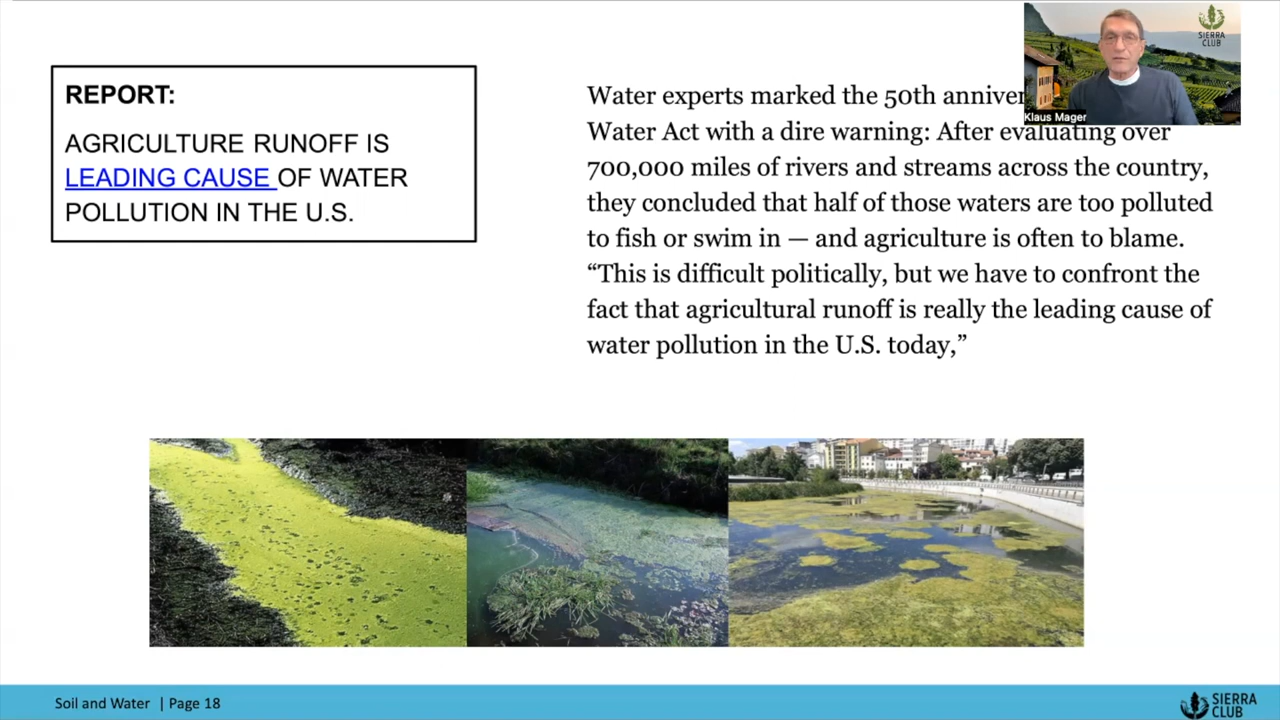 REPORT:
AGRICULTURE RUNOFF IS
LEADING CAUSE OF WATER
POLLUTION IN THE U.S.
Water experts marked the 50th
Water Act with a dire warning: After evaluating over
700,000 miles of rivers and streams across the country,
they concluded that half of those waters are too polluted
to fish or swim in — and agriculture is often to blame.
“This is difficult politically, but we have to confront the
fact that agricultural runoff is really the leading cause of
water pollution in the U.S. today,”
SIERRA
CLUB
Klaus Mager
Soil and Water | Page 18
SIERRA
CLUB